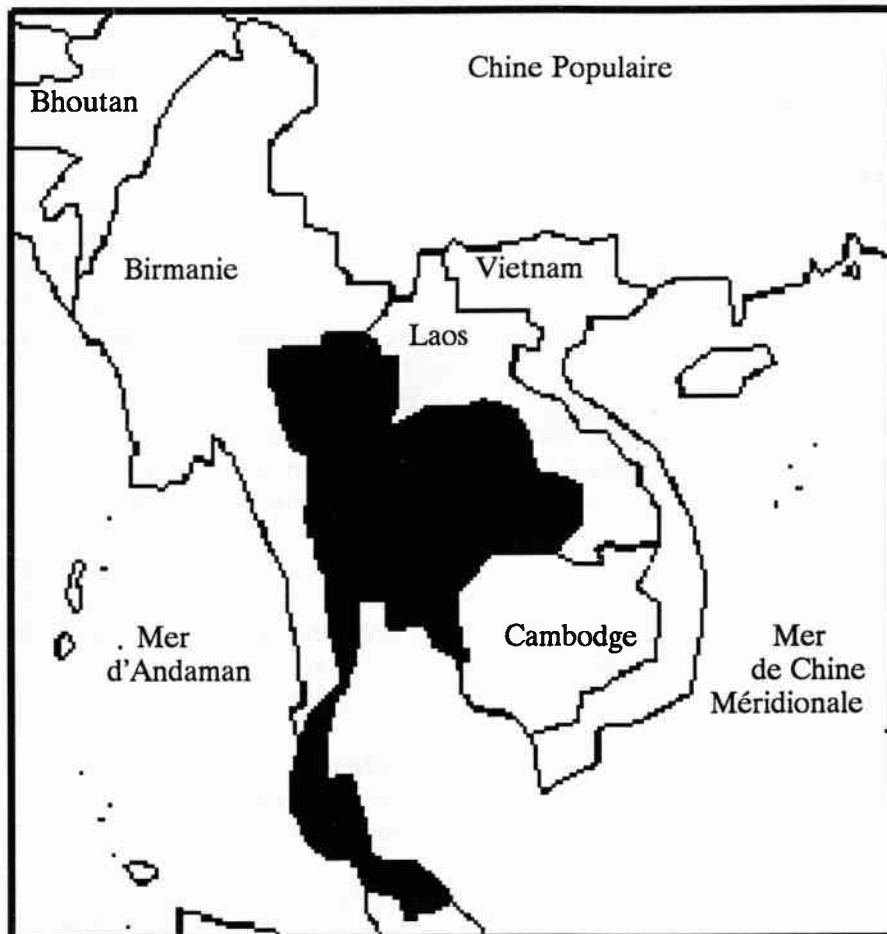 Chine Populaire
Bhoutan
Birmanie
Vietnam
Laos
Cambodge
Mer
d'Andaman
Mer
de Chine
Méridionale